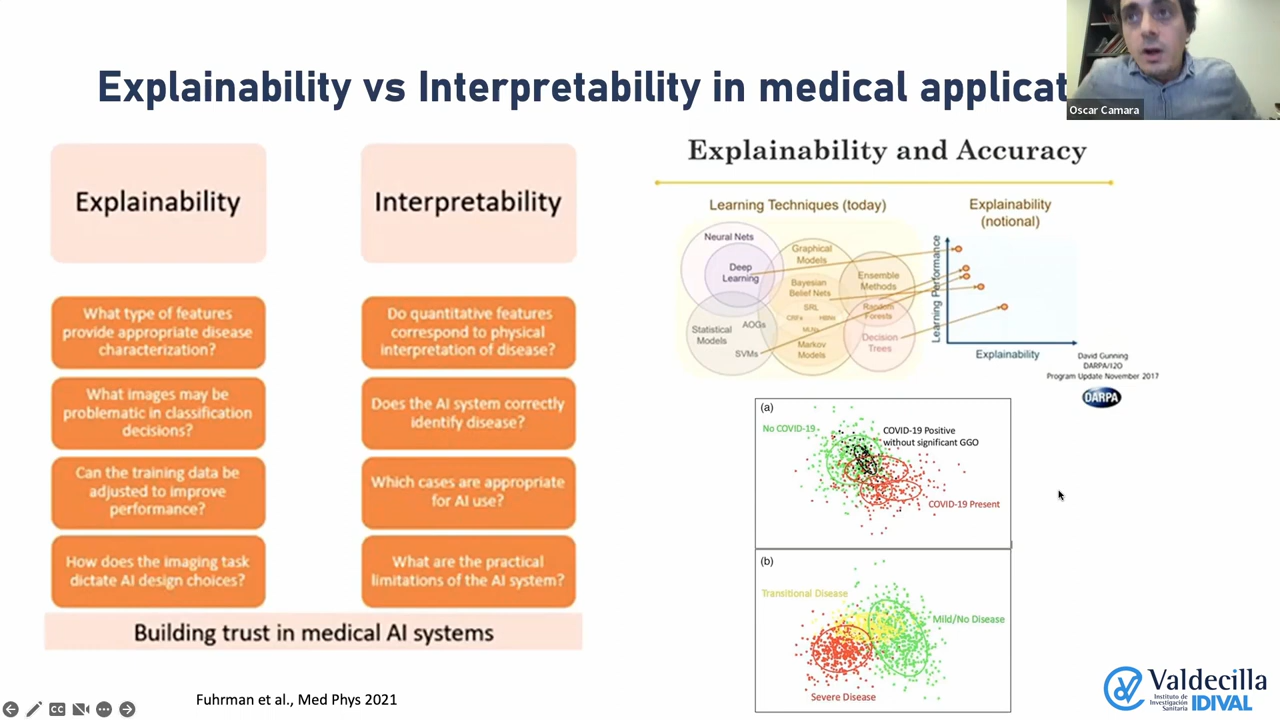 Explainability vs Interpretability in medical applicat
Oscar Camara
Explainability
Interpretability
What type of features
provide appropriate disease
characterization?
Do quantitative features
correspond to physical
interpretation of disease?
What images may be
problematic in classification
decisions?
Does the AI system correctly
identify disease?
Can the training data be
adjusted to improve
performance?
Which cases are appropriate
for AI use?
How does the imaging task
dictate AI design choices?
What are the practical
limitations of the AI system?
Building trust in medical AI systems
Fuhrman et al., Med Phys 2021
CC
Explainability and Accuracy
Learning Techniques (today)
Explainability
(notional)
Neural Nets
Deep
Learning
Graphical
Models
Bayesian
Belief Nets
SRL
CRFs
HBNs
MLNs
Markov
Models
Ensemble
Methods
Random
Forests
Decision
Trees
Statistical
Models
AOGs
SVMs
Learning Performance
Explainability
David Gunning
DARPA/I2O
Program Update November 2017
DARPA
(a)
No COVID-19
COVID-19 Positive
without significant GGO
COVID-19 Present
(b)
Transitional Disease
Mild/No Disease
Severe Disease
Valdecilla
Instituto de
Investigación
Sanitaria
IDIVAL